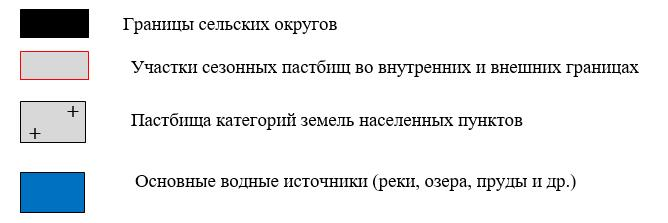 Границы сельских округов
Участки сезонных пастбищ во внутренних и внешних границах
Пастбища категорий земель населенных пунктов
Основные водные источники (реки, озера, пруды и др.)